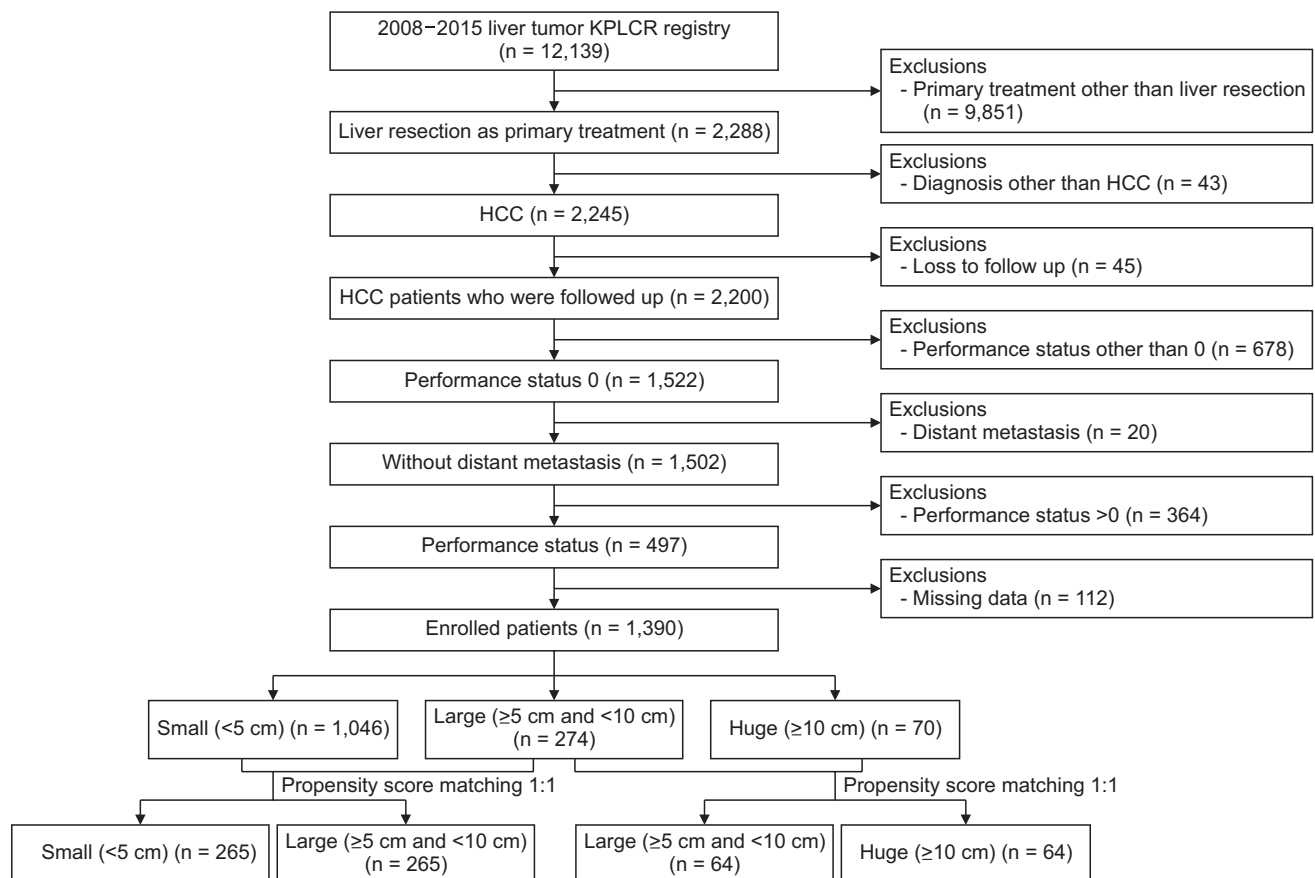 2008−2015 liver tumor KPLCR registry
(n = 12,139)
Exclusions
- Primary treatment other than liver resection
(n = 9,851)
Liver resection as primary treatment (n = 2,288)
Exclusions
- Diagnosis other than HCC (n = 43)
HCC (n = 2,245)
Exclusions
- Loss to follow up (n = 45)
HCC patients who were followed up (n = 2,200)
Exclusions
- Performance status other than 0 (n = 678)
Performance status 0 (n = 1,522)
Exclusions
- Distant metastasis (n = 20)
Without distant metastasis (n = 1,502)
Exclusions
- Performance status >0 (n = 364)
Performance status (n = 497)
Exclusions
- Missing data (n = 112)
Enrolled patients (n = 1,390)
Small (<5 cm) (n = 1,046)
Large (≥5 cm and <10 cm)
(n = 274)
Huge (≥10 cm) (n = 70)
Propensity score matching 1:1
Propensity score matching 1:1
Small (<5 cm) (n = 265)
Large (≥5 cm and <10 cm)
(n = 265)
Large (≥5 cm and <10 cm)
(n = 64)
Huge (≥10 cm) (n = 64)